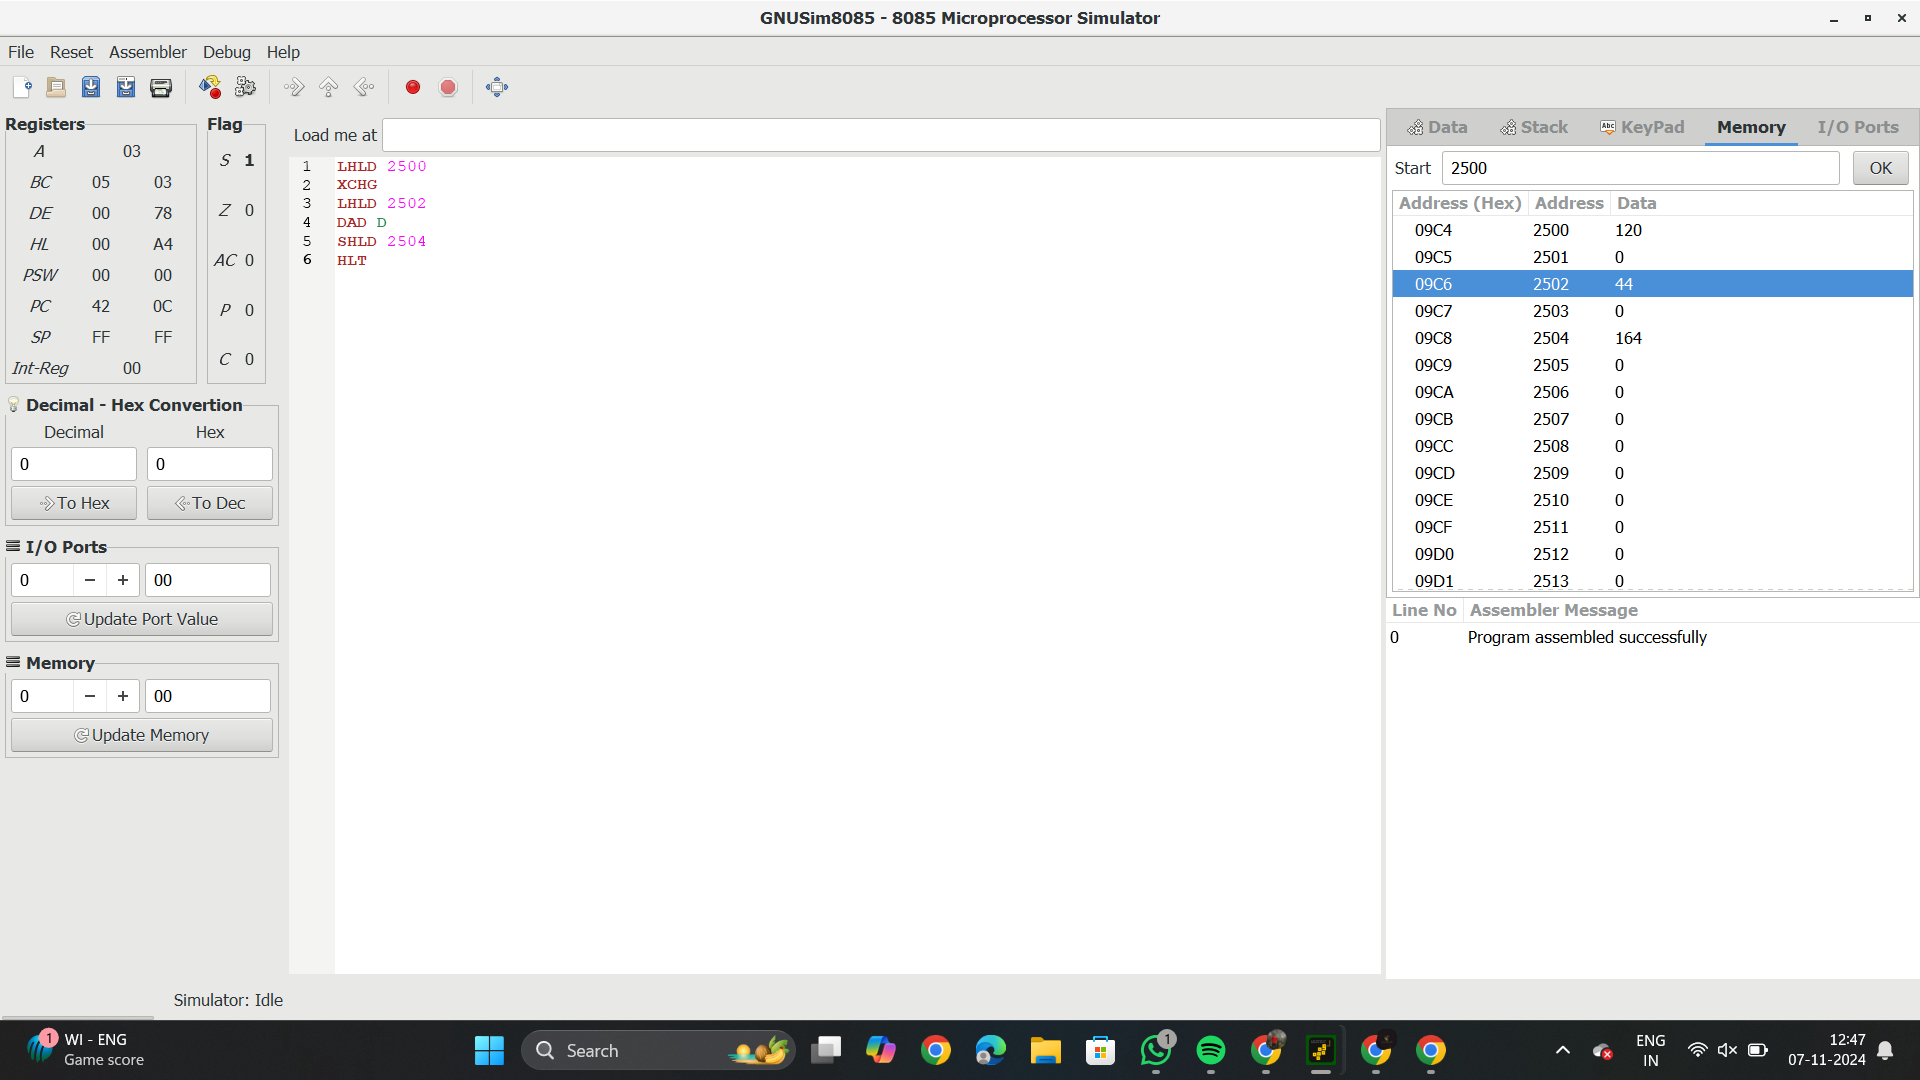 GNUSim8085 - 8085 Microprocessor Simulator
File Reset Assembler Debug Help
Registers
A 03
BC 05 03
DE 00 78
HL 00 A4
PSW 00 00
PC 42 0C
SP FF FF
Int-Reg 00
Flag
S 1
Z 0
AC 0
P 0
C 0
Decimal - Hex Convertion
Decimal Hex
0 0
To Hex To Dec
I/O Ports
0 − + 00
Update Port Value
Memory
0 − + 00
Update Memory
Load me at
1 LHLD 2500
2 XCHG
3 LHLD 2502
4 DAD D
5 SHLD 2504
6 HLT
Data Stack Abc KeyPad Memory I/O Ports
Start 2500 OK
Address (Hex) Address Data
09C4 2500 120
09C5 2501 0
09C6 2502 44
09C7 2503 0
09C8 2504 164
09C9 2505 0
09CA 2506 0
09CB 2507 0
09CC 2508 0
09CD 2509 0
09CE 2510 0
09CF 2511 0
09D0 2512 0
09D1 2513 0
Line No Assembler Message
0 Program assembled successfully
Simulator: Idle
1 WI - ENG
Game score
Search
1
ENG
IN
12:47
07-11-2024